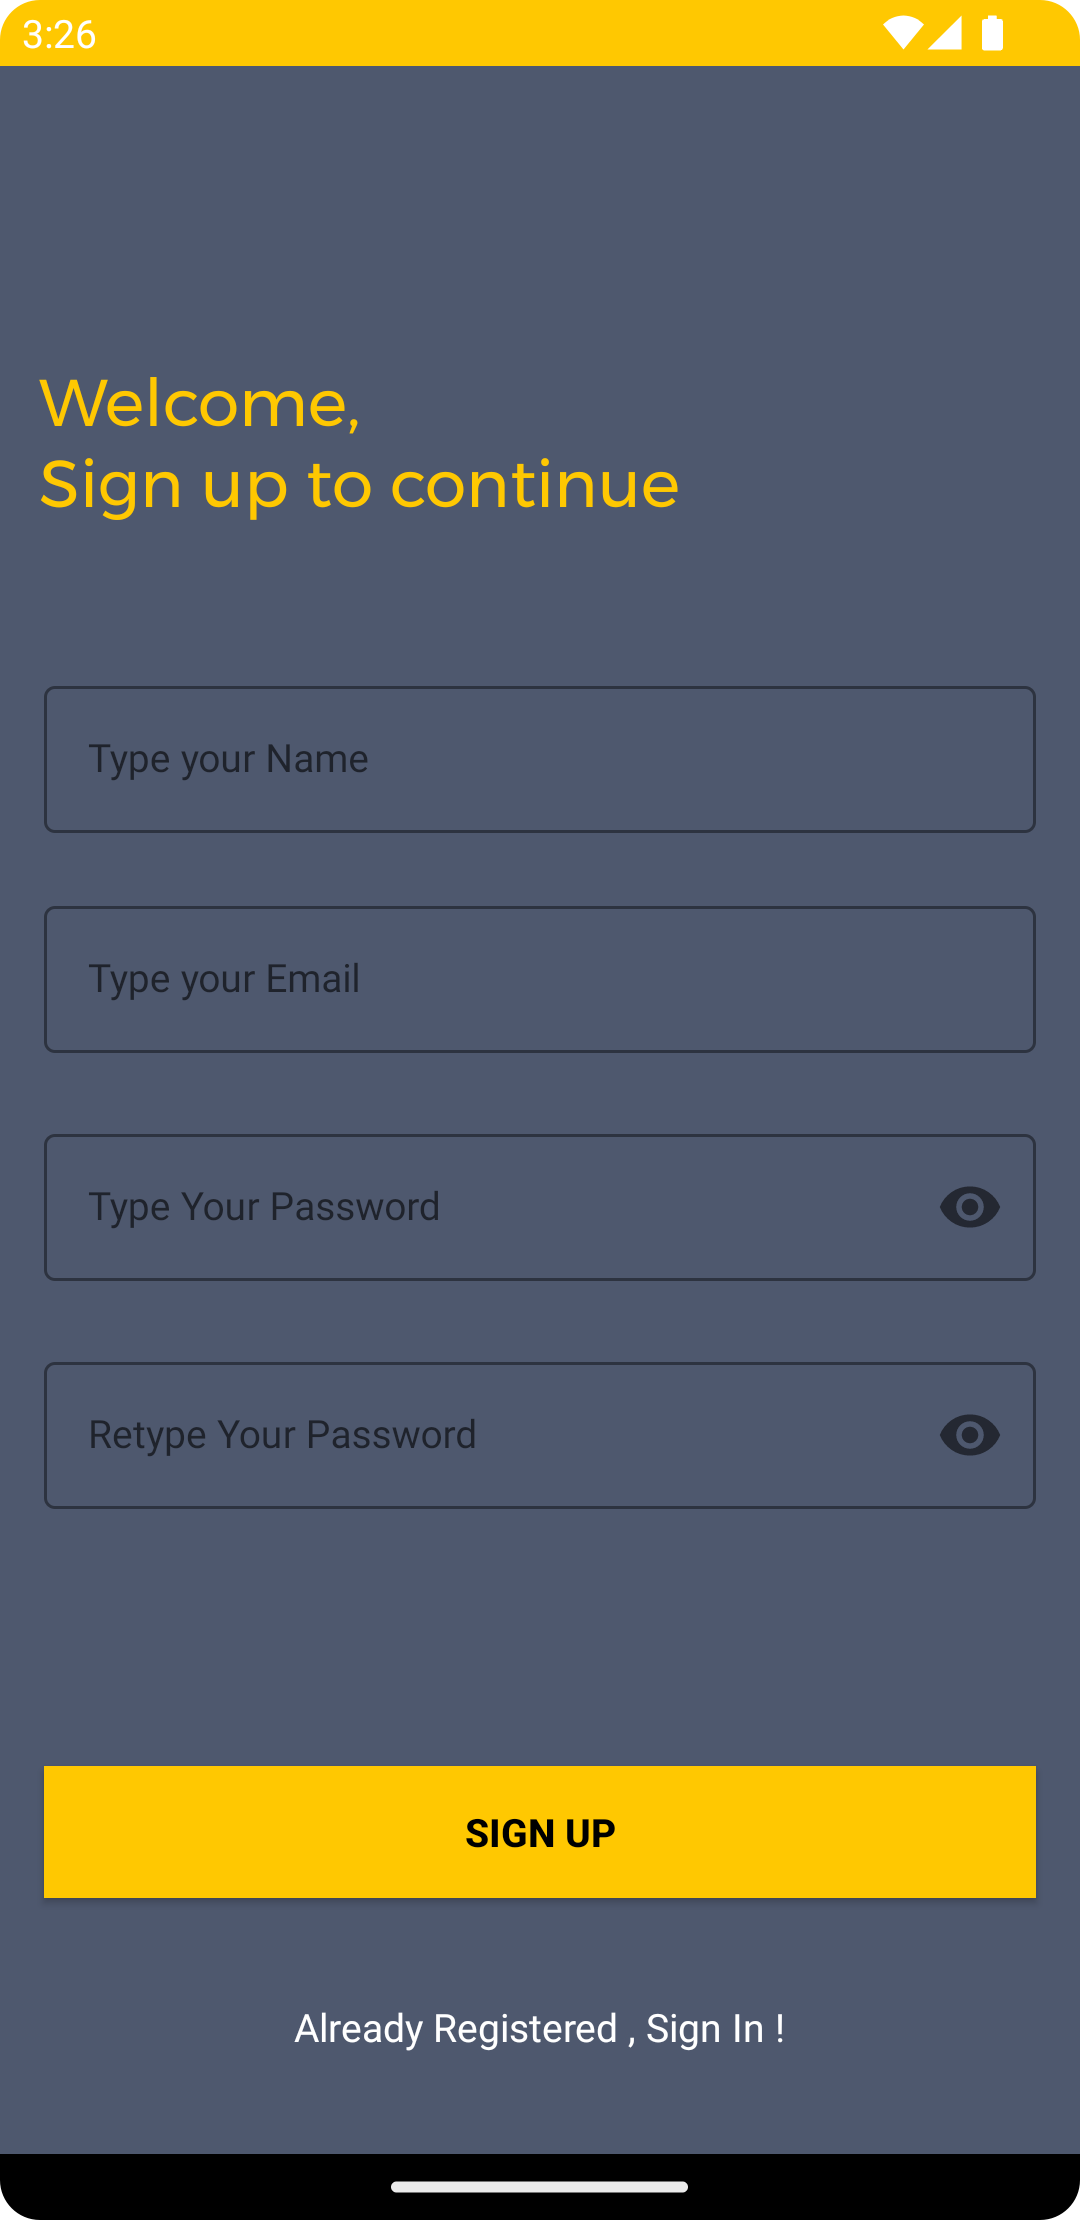 3:26
Welcome,
Sign up to continue
Type your Name
Type your Email
Type Your Password
Retype Your Password
SIGN UP
Already Registered , Sign In !